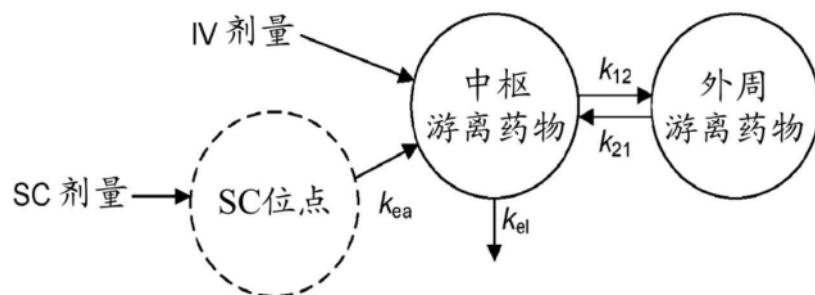 IV 剂量
中枢
游离药物
k12
k21
外周
游离药物
SC 剂量
SC位点
kea
kel